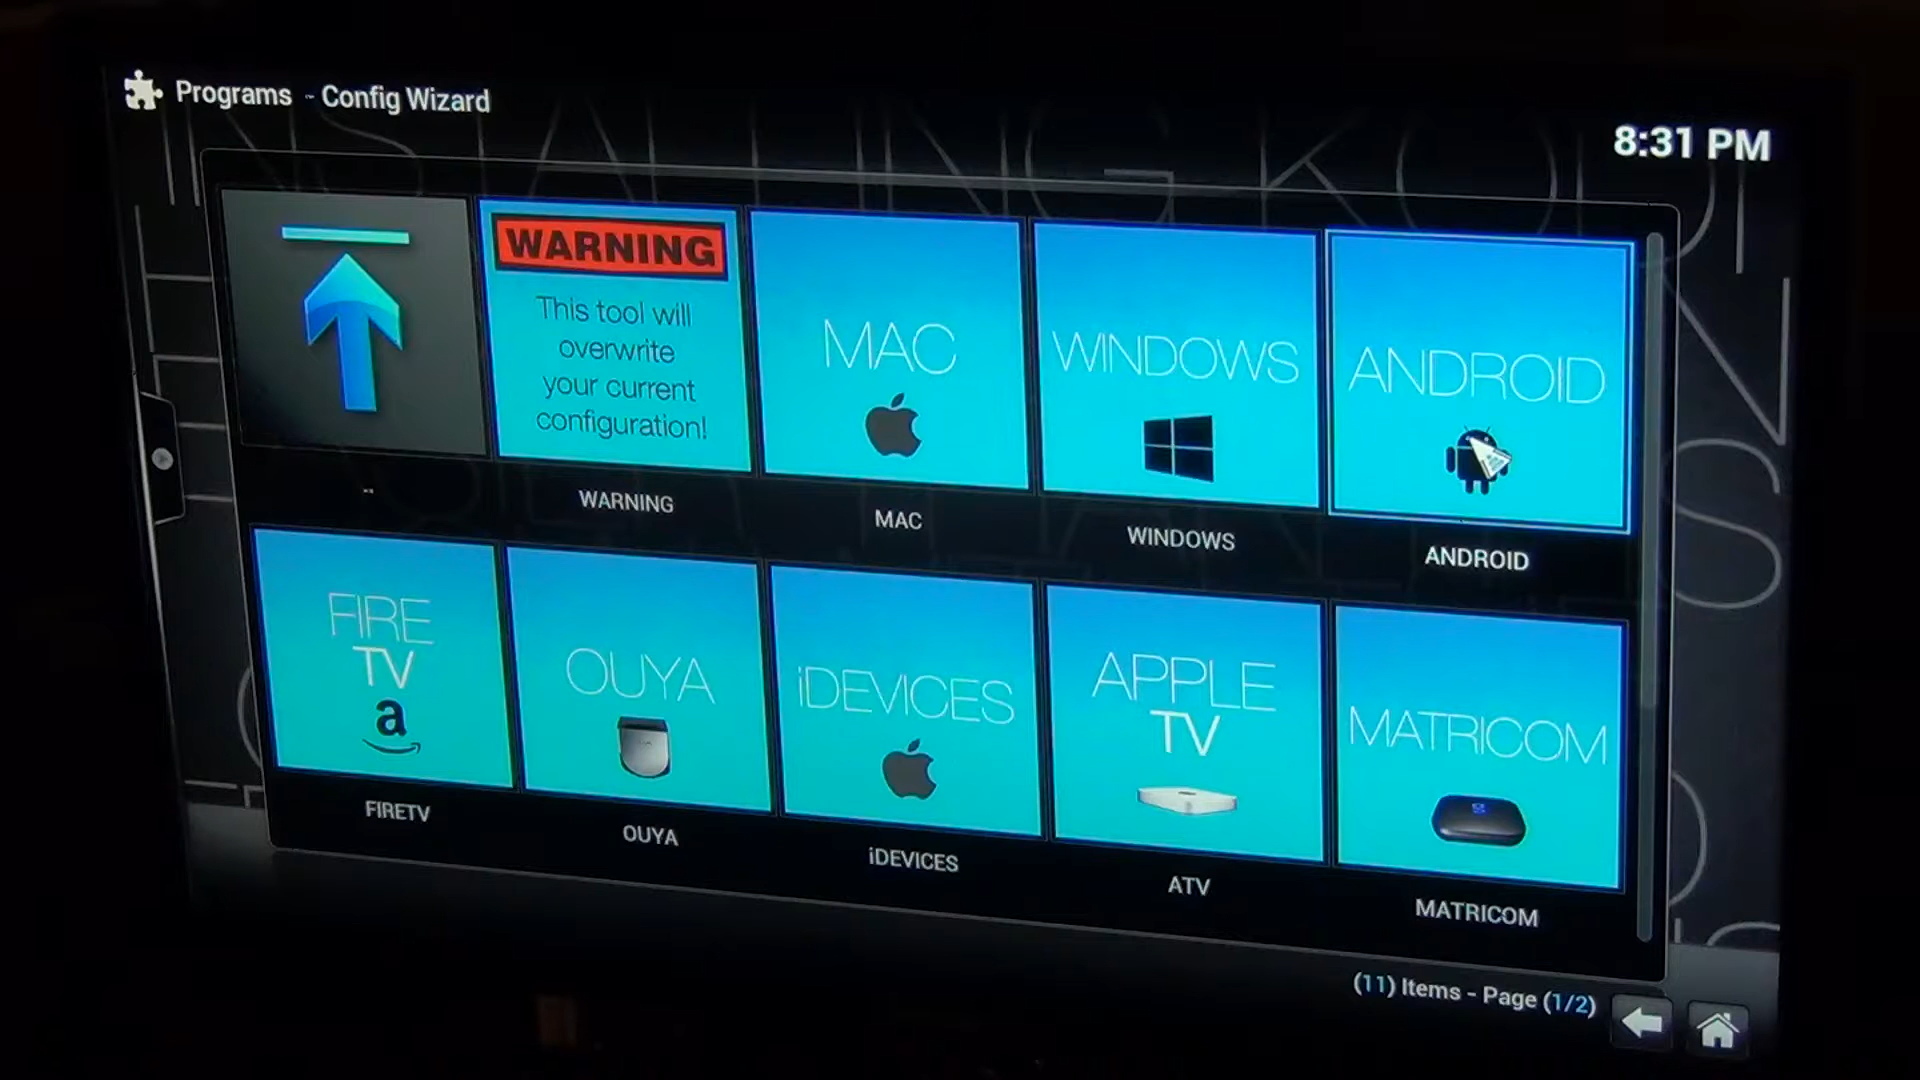 Programs - Config Wizard
8:31 PM
INSTALLING KODI
WARNING
This tool will
overwrite
your current
configuration!
MAC
WINDOWS
ANDROID
..
WARNING
MAC
WINDOWS
ANDROID
FIRE
TV
a
OUYA
iDEVICES
APPLE
TV
MATRICOM
FIRETV
OUYA
iDEVICES
ATV
MATRICOM
(11) Items - Page (1/2)